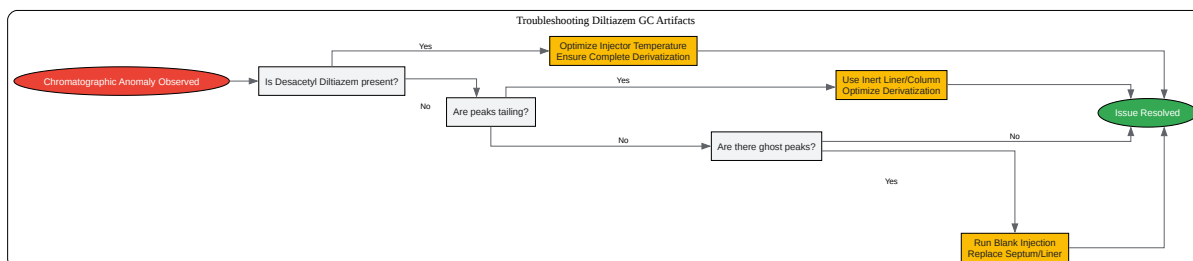 Troubleshooting Diltiazem GC Artifacts
Yes
Optimize Injector Temperature
Ensure Complete Derivatization
Chromatographic Anomaly Observed
Is Desacetyl Diltiazem present?
Yes
Use Inert Liner/Column
Optimize Derivatization
No
Are peaks tailing?
Issue Resolved
No
Are there ghost peaks?
No
Yes
Run Blank Injection
Replace Septum/Liner